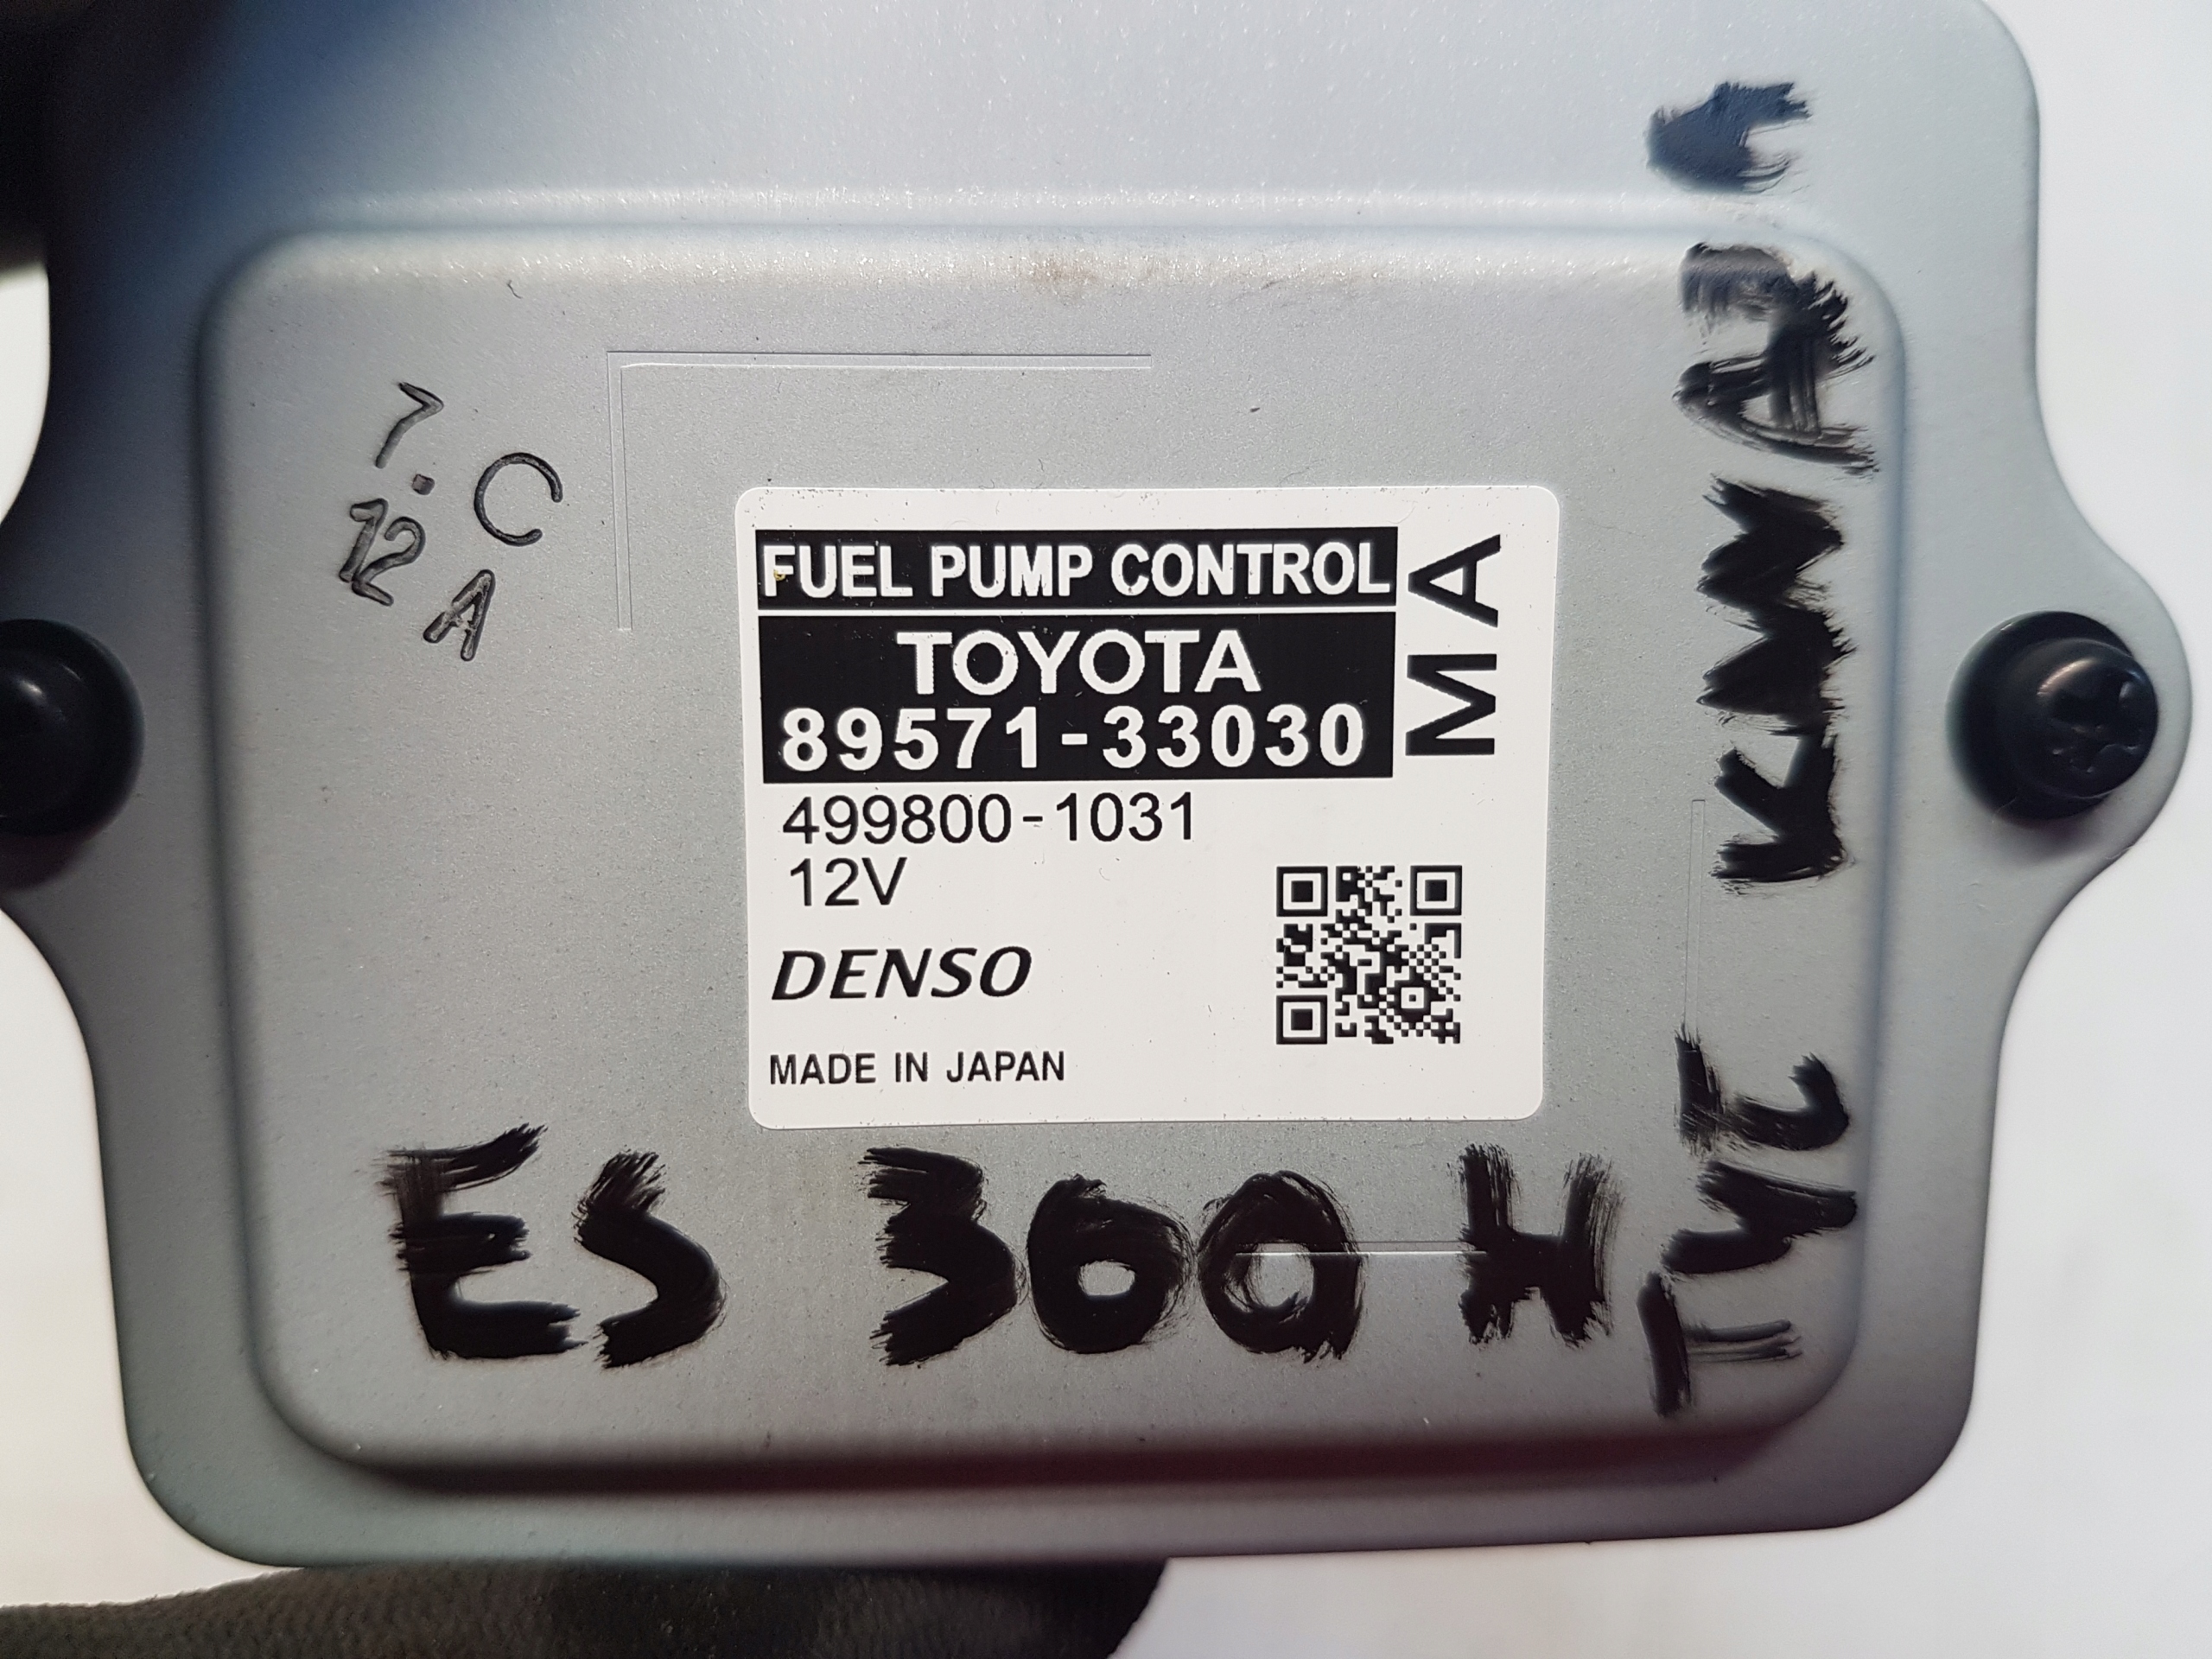 7. C
12 A
FUEL PUMP CONTROL
TOYOTA
89571-33030
MA
499800-1031
12V
DENSO
MADE IN JAPAN
ES 300 H